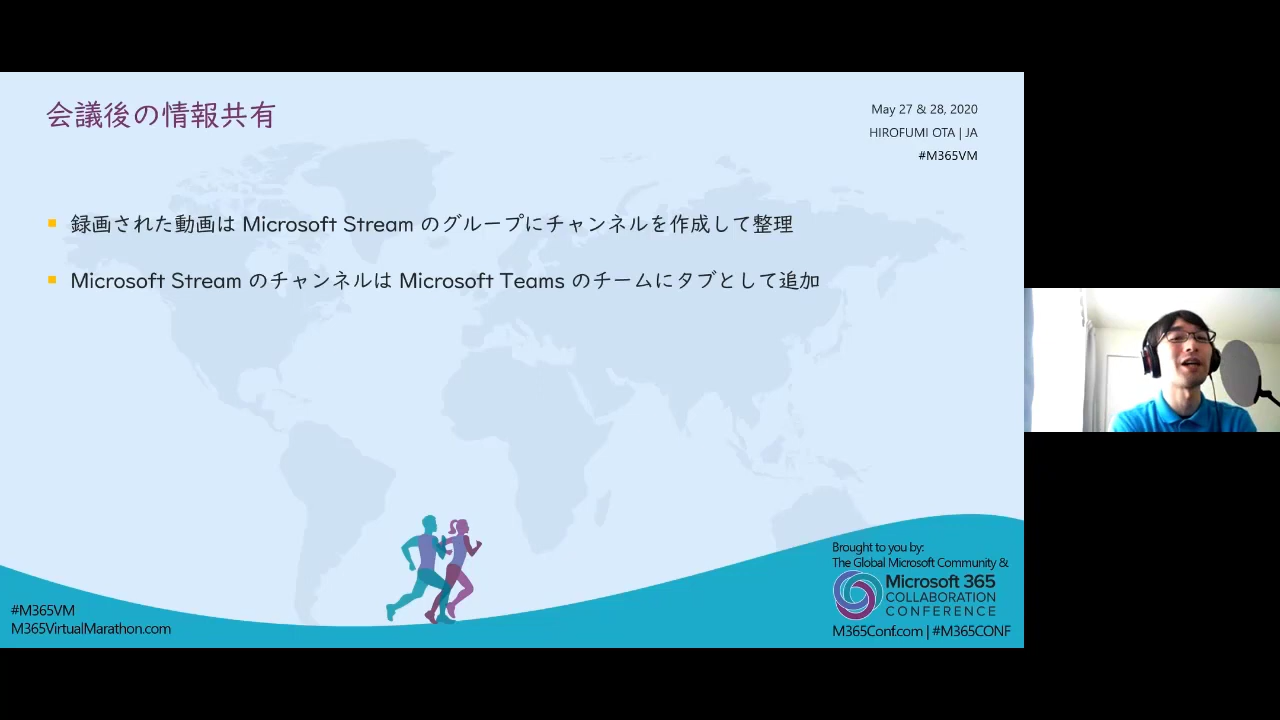 会議後の情報共有
May 27 & 28, 2020
HIROFUMI OTA | JA
#M365VM
録画された動画は Microsoft Stream のグループにチャンネルを作成して整理
Microsoft Stream のチャンネルは Microsoft Teams のチームにタブとして追加
Brought to you by:
The Global Microsoft Community &
Microsoft 365
COLLABORATION
CONFERENCE
M365Conf.com | #M365CONF
#M365VM
M365VirtualMarathon.com